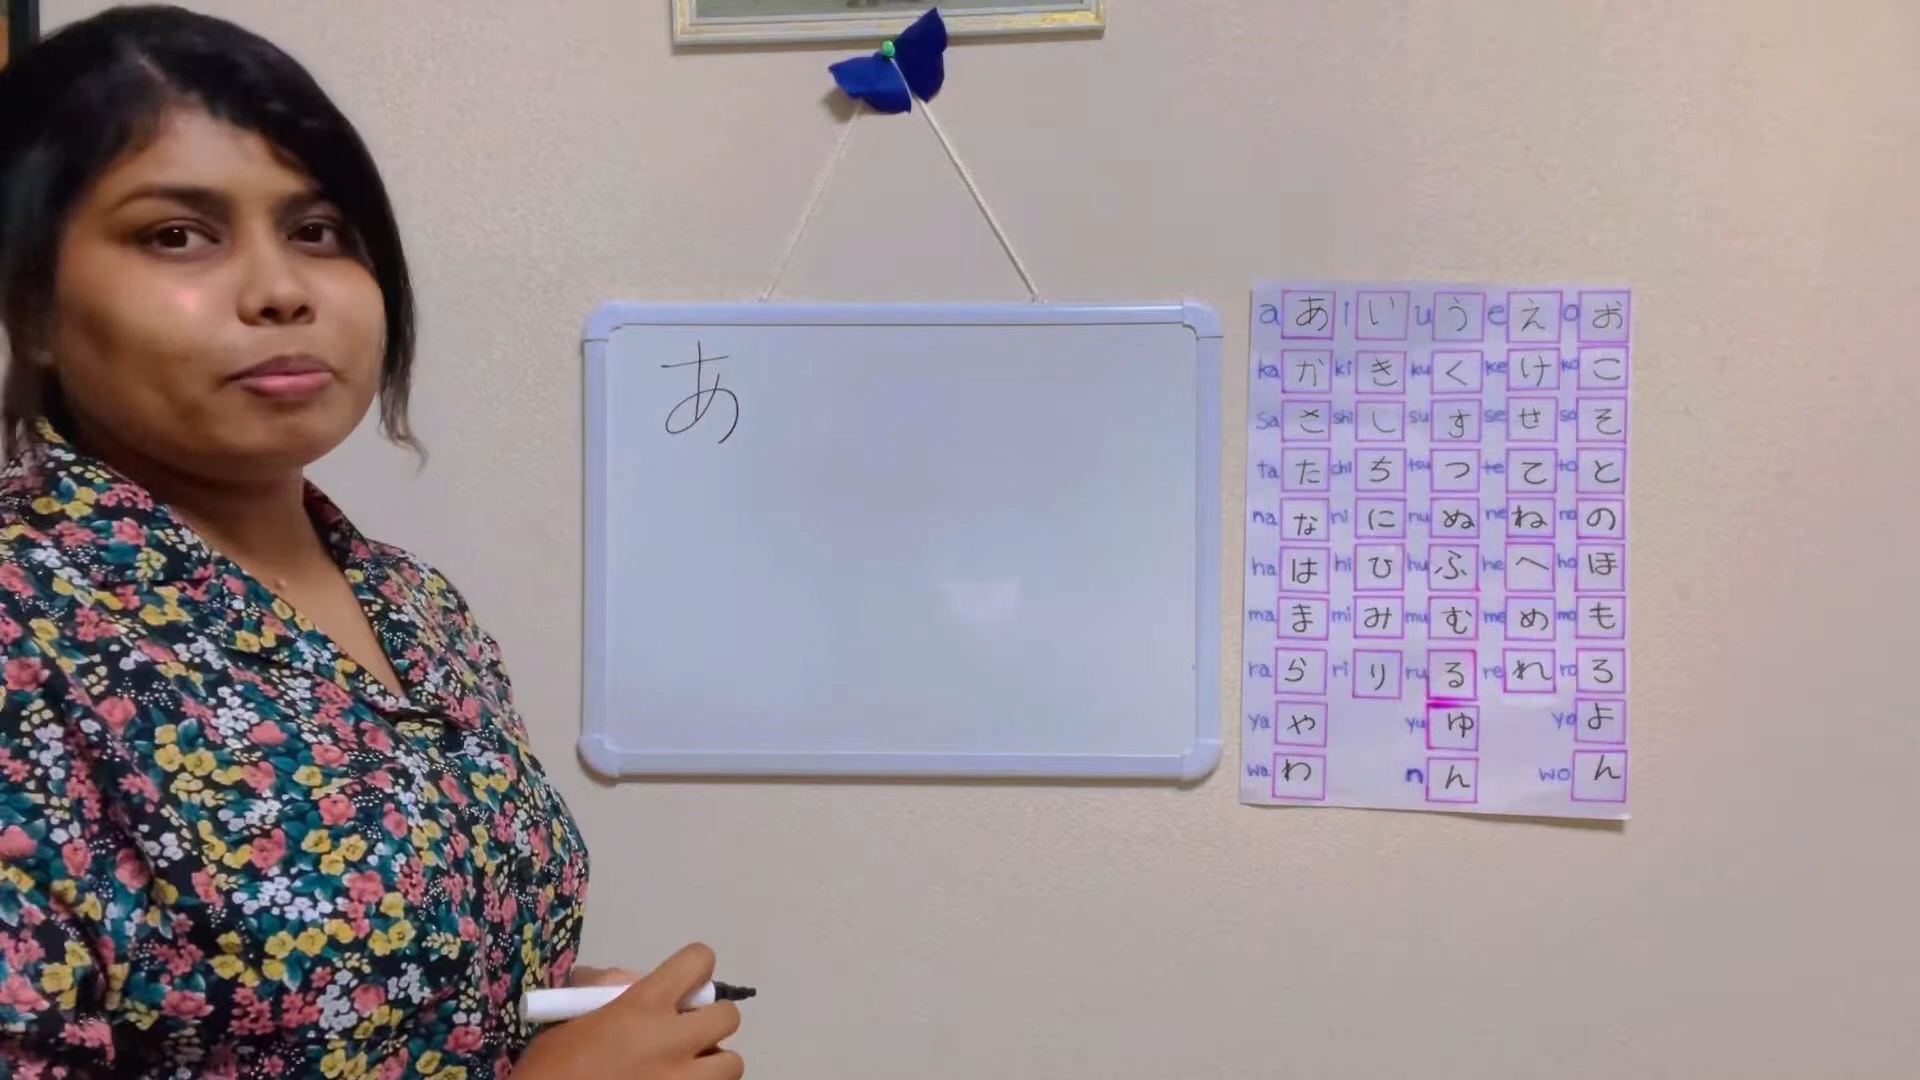 あ
a あ i い u う e え o お
ka か ki き ku く ke け ko こ
sa さ shi し su す se せ so そ
ta た chi ち tsu つ te て to と
na な ni に nu ぬ ne ね no の
ha は hi ひ hu ふ he へ ho ほ
ma ま mi み mu む me め mo も
ra ら ri り ru る re れ ro ろ
ya や yu ゆ yo よ
wa わ n ん wo ん